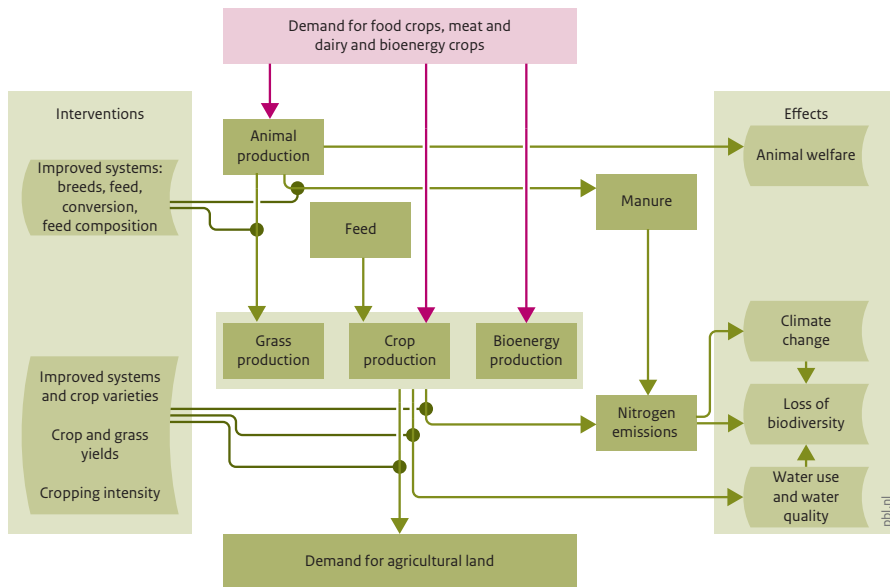 Demand for food crops, meat and
dairy and bioenergy crops
Interventions
Effects
Animal
production
Animal welfare
Improved systems:
breeds, feed,
conversion,
feed composition
Manure
Feed
Grass
production
Crop
production
Bioenergy
production
Climate
change
Improved systems
and crop varieties
Crop and grass
yields
Cropping intensity
Nitrogen
emissions
Loss of
biodiversity
Water use
and water
quality
Demand for agricultural land
pbl.nl